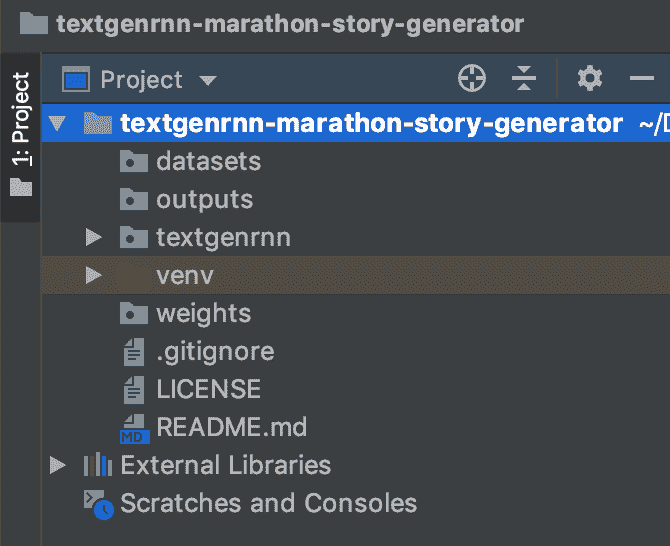 textgenrnn-marathon-story-generator
1: Project
Project
textgenrnn-marathon-story-generator ~/D
datasets
outputs
textgenrnn
venv
weights
.gitignore
LICENSE
MD README.md
External Libraries
Scratches and Consoles